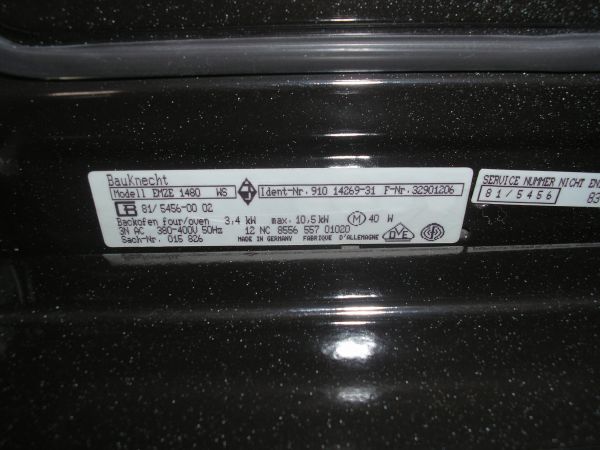 BauKnecht
Modell EMZE 1480 WS Ident-Nr. 910 14269-31 F-Nr. 32901206
81/5456-00 02
Backofen four/oven 3,4 kW max. 10,5 kW M 40 W
3N AC 380-400V 50Hz 12 NC 8556 557 01020
Sach-Nr. 015 826 MADE IN GERMANY FABRIQUE D'ALLEMAGNE DVE
SERVICE NUMMER NICHT
81/5456 83